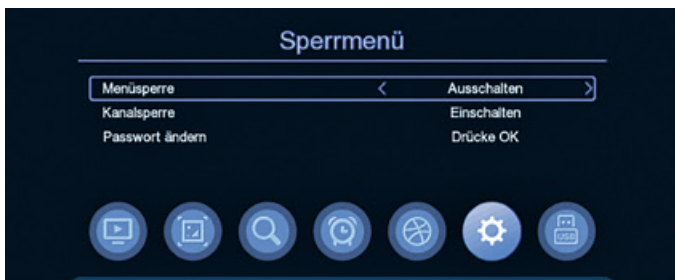 Sperrmenü
Menüsperre < Ausschalten >
Kanalsperre Einschalten
Passwort ändern Drücke OK
USB